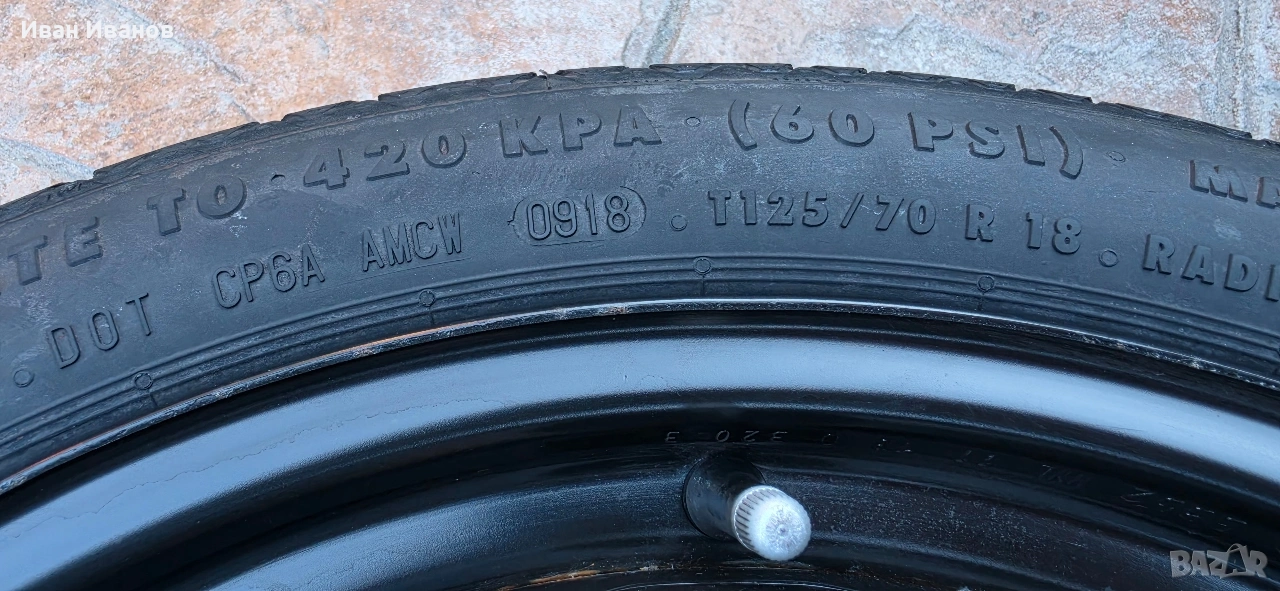 Иван Иванов
TE TO · 420 KPA · (60 PSI) ·
· DOT CP6A AMCW 0918 · T125/70 R 18 · RADI
BAZAR